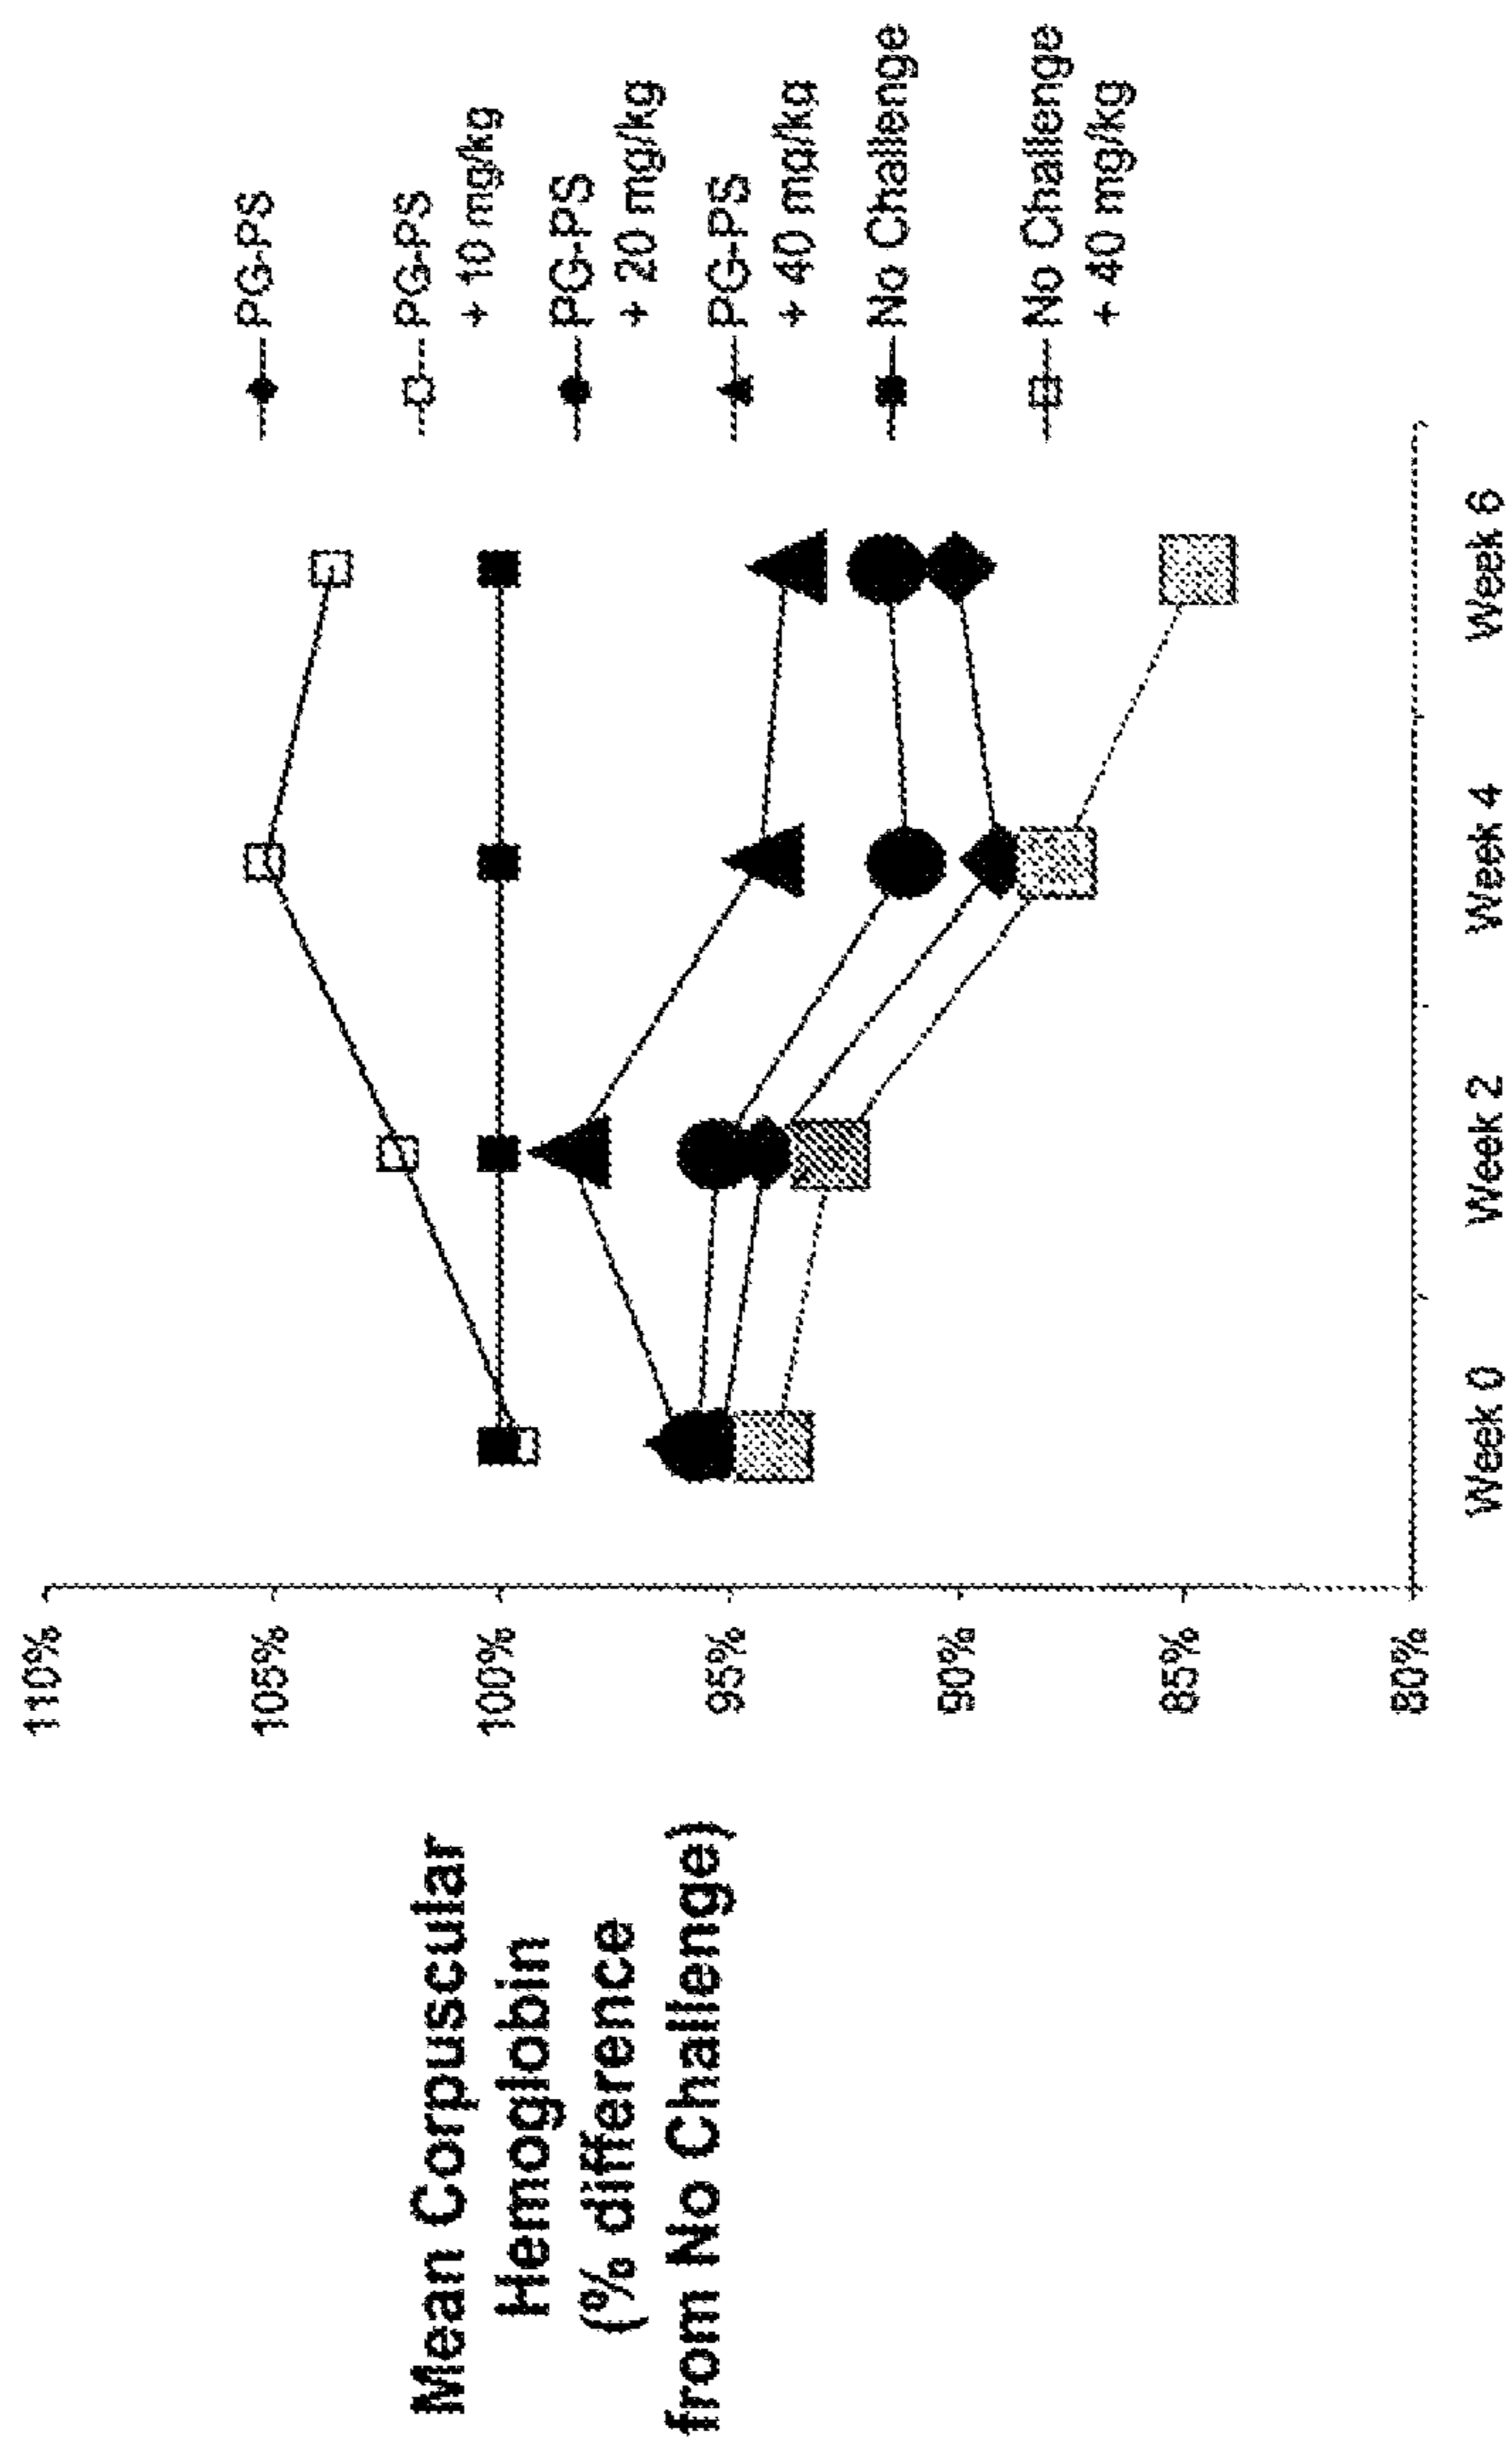 Mean Corpuscular
Hemoglobin
(% difference
from No Challenge)
110%
105%
100%
95%
90%
85%
80%
Week 0
Week 2
Week 4
Week 6
PG-PS
PG-PS
+ 10 mg/kg
PG-PS
+ 20 mg/kg
PG-PS
+ 40 mg/kg
No Challenge
No Challenge
+ 40 mg/kg